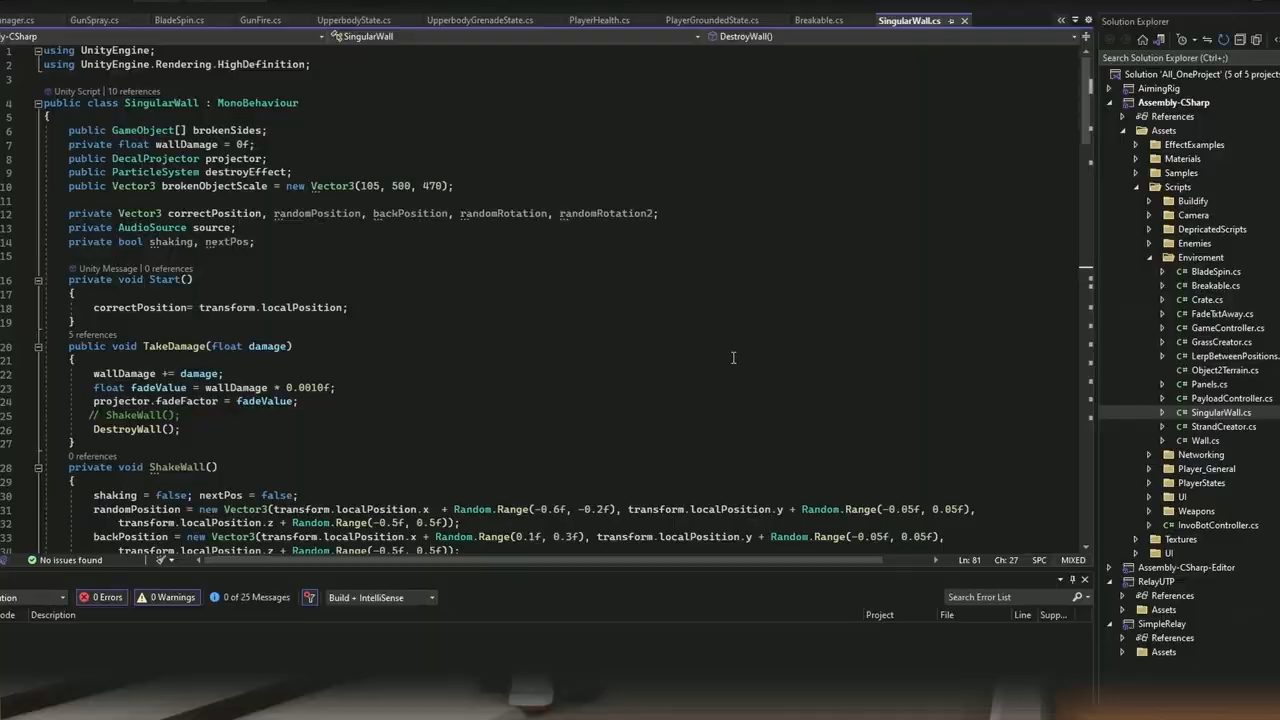 GunSpray.cs
BladeSpin.cs
GunFire.cs
UpperbodyState.cs
UpperbodyGrenadeState.cs
PlayerHealth.cs
PlayerGroundedState.cs
Breakable.cs
SingularWall.cs
SingularWall
DestroyWall()
1 using UnityEngine;
2 using UnityEngine.Rendering.HighDefinition;
3
Unity Script | 10 references
4 public class SingularWall : MonoBehaviour
5 {
6 public GameObject[] brokenSides;
7 private float wallDamage = 0f;
8 public DecalProjector projector;
9 public ParticleSystem destroyEffect;
10 public Vector3 brokenObjectScale = new Vector3(105, 500, 470);
11
12 private Vector3 correctPosition, randomPosition, backPosition, randomRotation, randomRotation2;
13 private AudioSource source;
14 private bool shaking, nextPos;
15
Unity Message | 0 references
16 private void Start()
17 {
18 correctPosition= transform.localPosition;
19 }
5 references
20 public void TakeDamage(float damage)
21 {
22 wallDamage += damage;
23 float fadeValue = wallDamage * 0.0010f;
24 projector.fadeFactor = fadeValue;
25 // ShakeWall();
26 DestroyWall();
27 }
0 references
28 private void ShakeWall()
29 {
30 shaking = false; nextPos = false;
31 randomPosition = new Vector3(transform.localPosition.x + Random.Range(-0.6f, -0.2f), transform.localPosition.y + Random.Range(-0.05f, 0.05f),
32 transform.localPosition.z + Random.Range(-0.5f, 0.5f));
33 backPosition = new Vector3(transform.localPosition.x + Random.Range(0.1f, 0.3f), transform.localPosition.y + Random.Range(-0.05f, 0.05f),
34 transform.localPosition.z + Random.Range(-0.5f, 0.5f));
No issues found
Ln: 81 Ch: 27 SPC MIXED
0 Errors
0 Warnings
0 of 25 Messages
Build + IntelliSense
Search Error List
Description Project File Line Supp...
Solution Explorer
Search Solution Explorer (Ctrl+;)
Solution 'All_OneProject' (5 of 5 projects
AimingRig
Assembly-CSharp
References
Assets
EffectExamples
Materials
Samples
Scripts
Buildify
Camera
DepricatedScripts
Enemies
Enviroment
C# BladeSpin.cs
C# Breakable.cs
C# Crate.cs
C# FadeTxtAway.cs
C# GameController.cs
C# GrassCreator.cs
C# LerpBetweenPositions.
C# Object2Terrain.cs
C# Panels.cs
C# PayloadController.cs
C# SingularWall.cs
C# StrandCreator.cs
C# Wall.cs
Networking
Player_General
PlayerStates
UI
Weapons
C# InvoBotController.cs
Textures
UI
Assembly-CSharp-Editor
RelayUTP
References
Assets
SimpleRelay
References
Assets